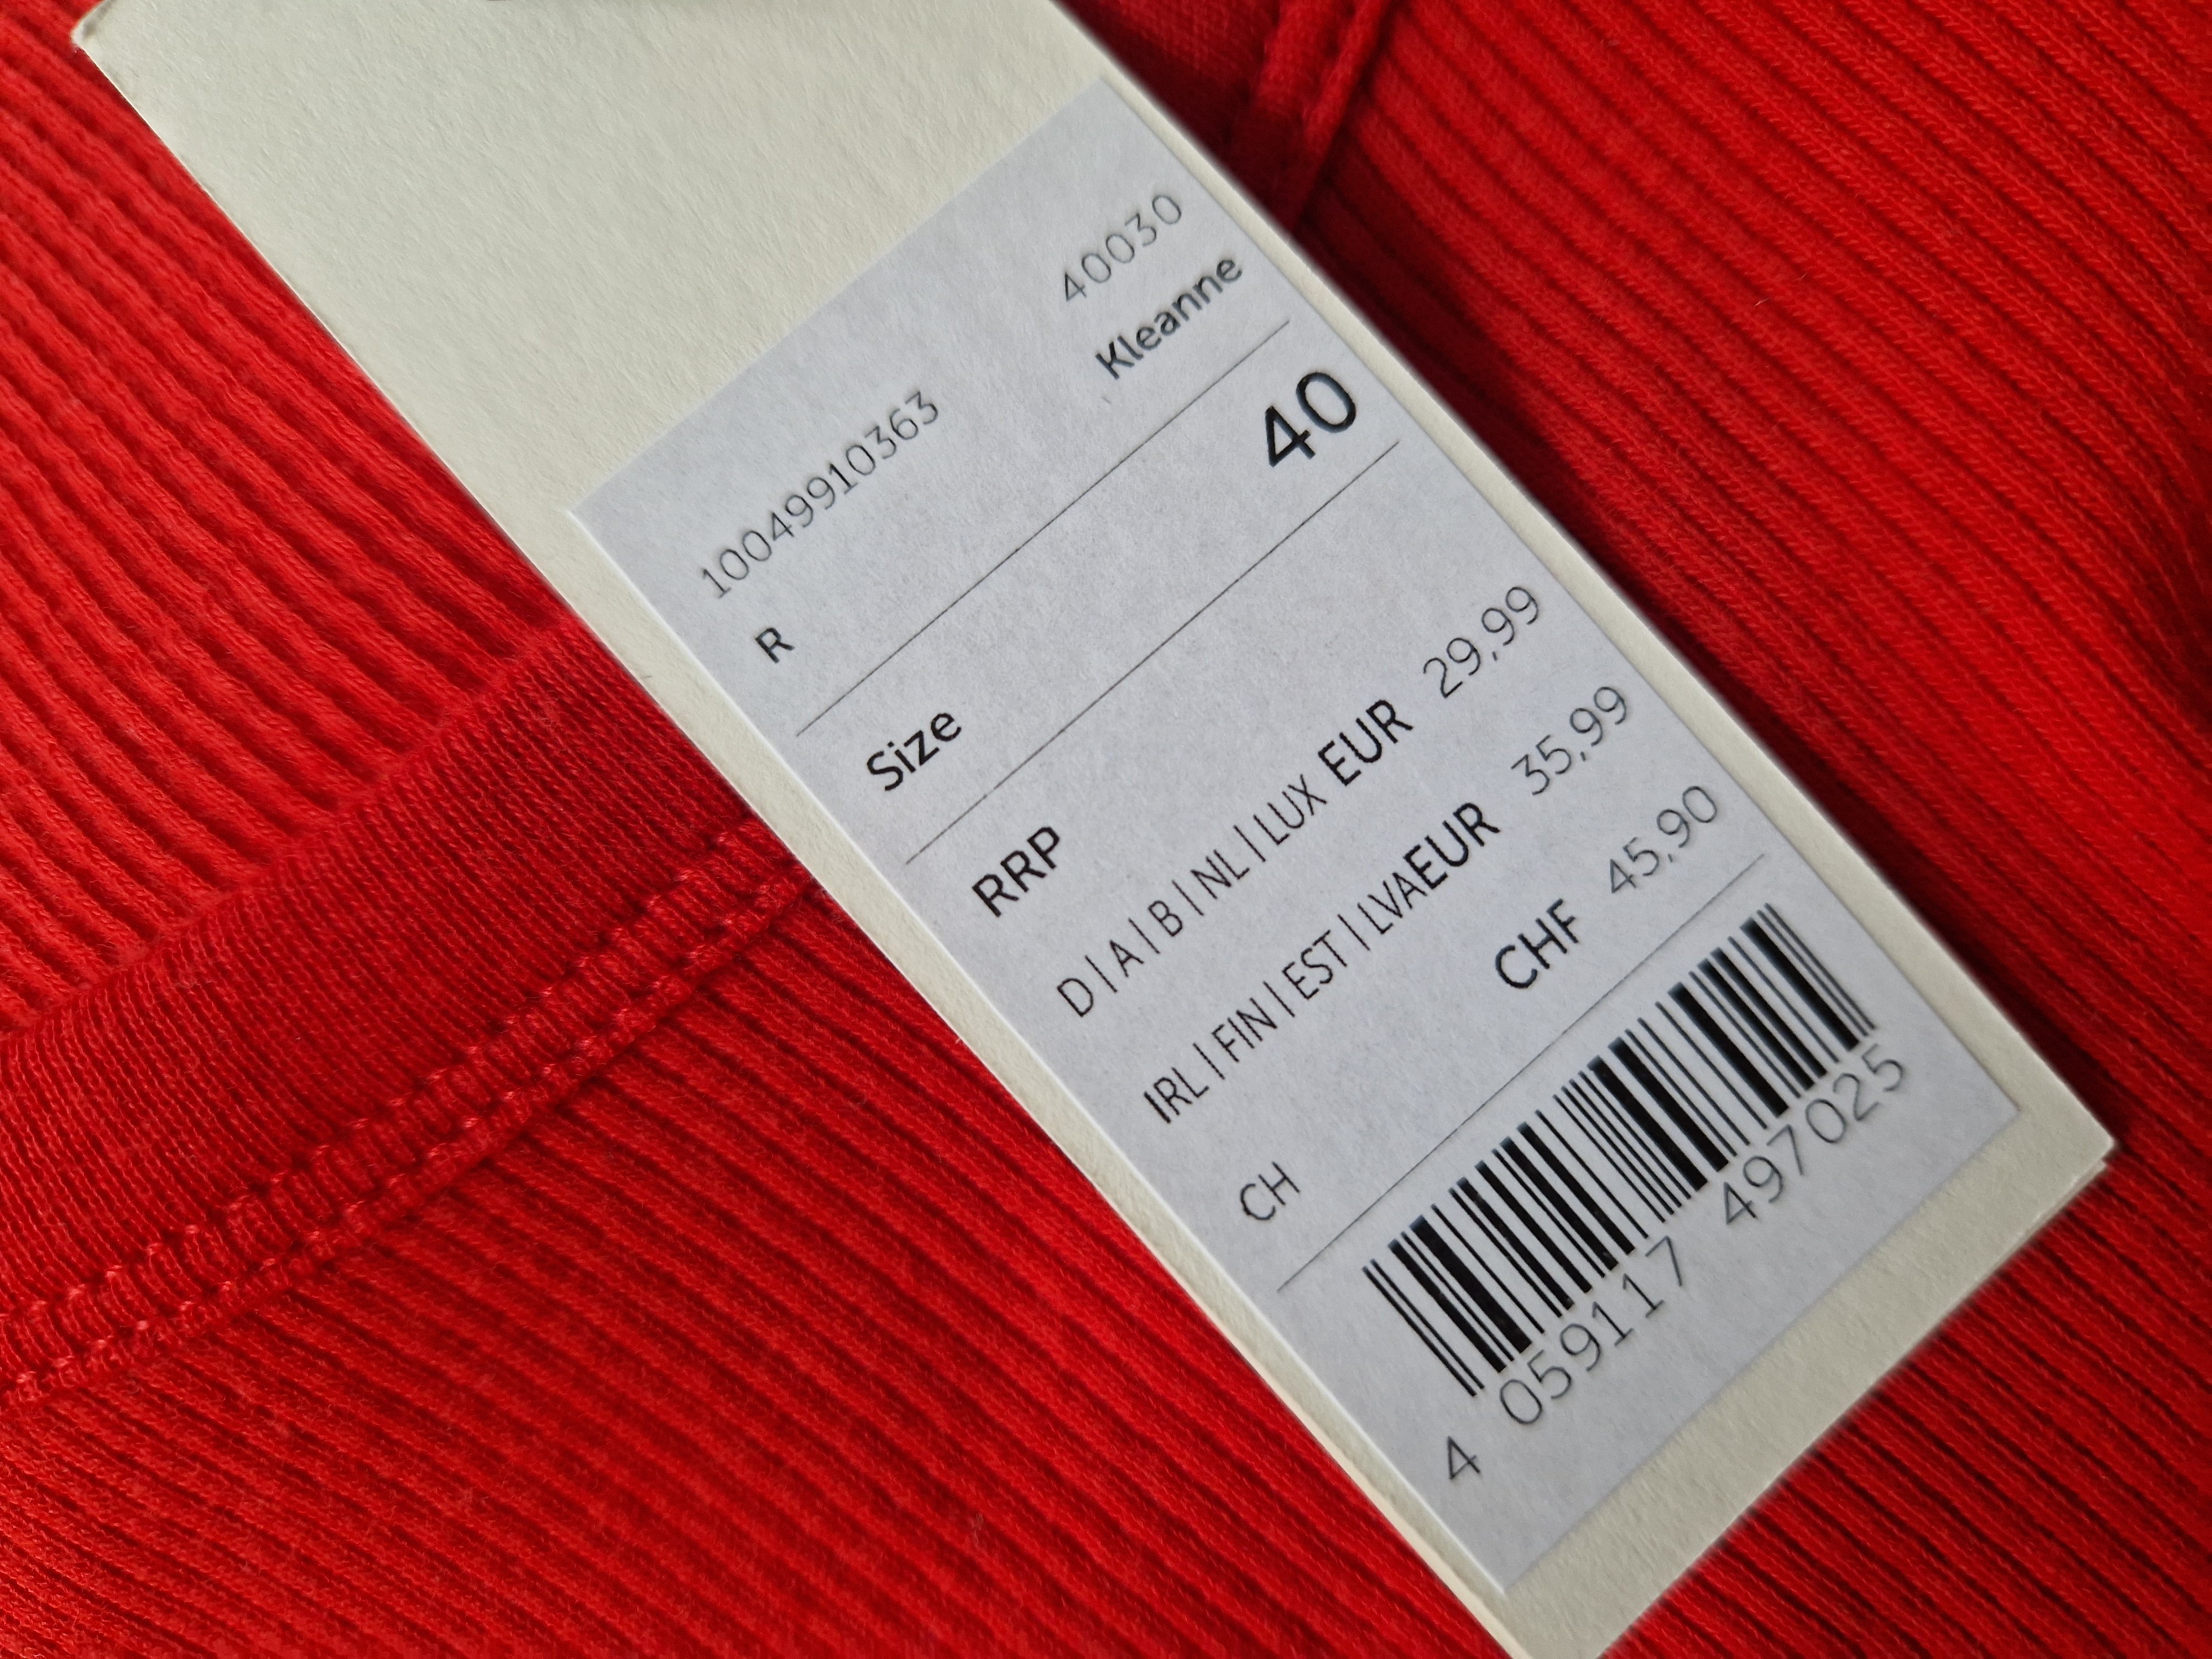 10049910363 40030
R Kleanne
Size 40
RRP
D | A | B | NL | LUX EUR 29,99
IRL | FIN | EST | LVAEUR 35,99
CH CHF 45,90
4 059117 497025